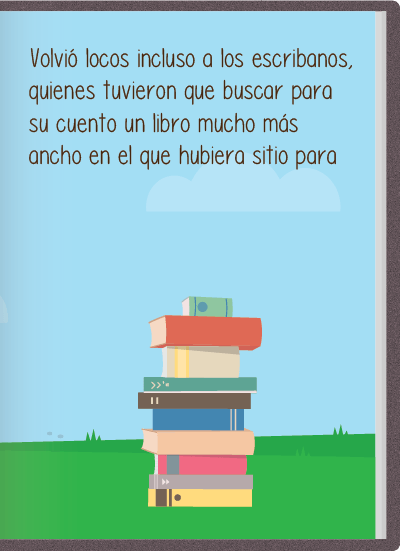 Volvió locos incluso a los escribanos,
quienes tuvieron que buscar para
su cuento un libro mucho más
ancho en el que hubiera sitio para